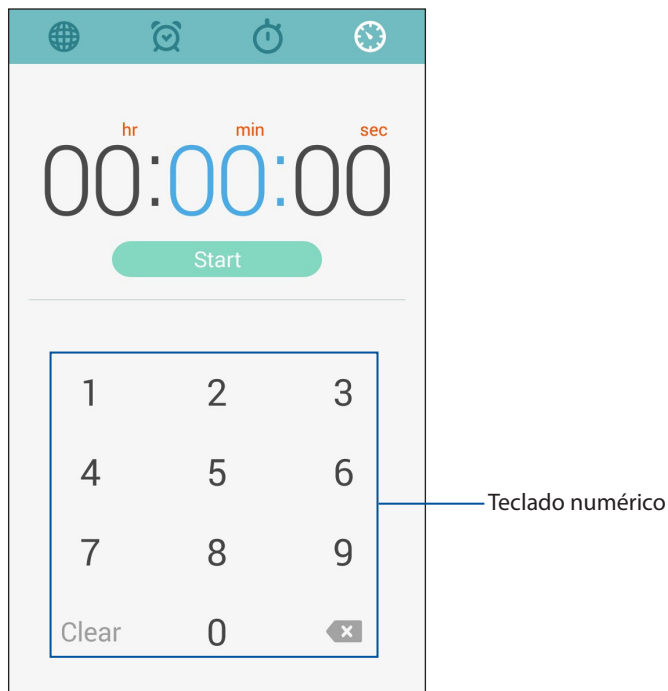 hr min sec
00:00:00
Start
1 2 3
4 5 6
Teclado numérico
7 8 9
Clear 0